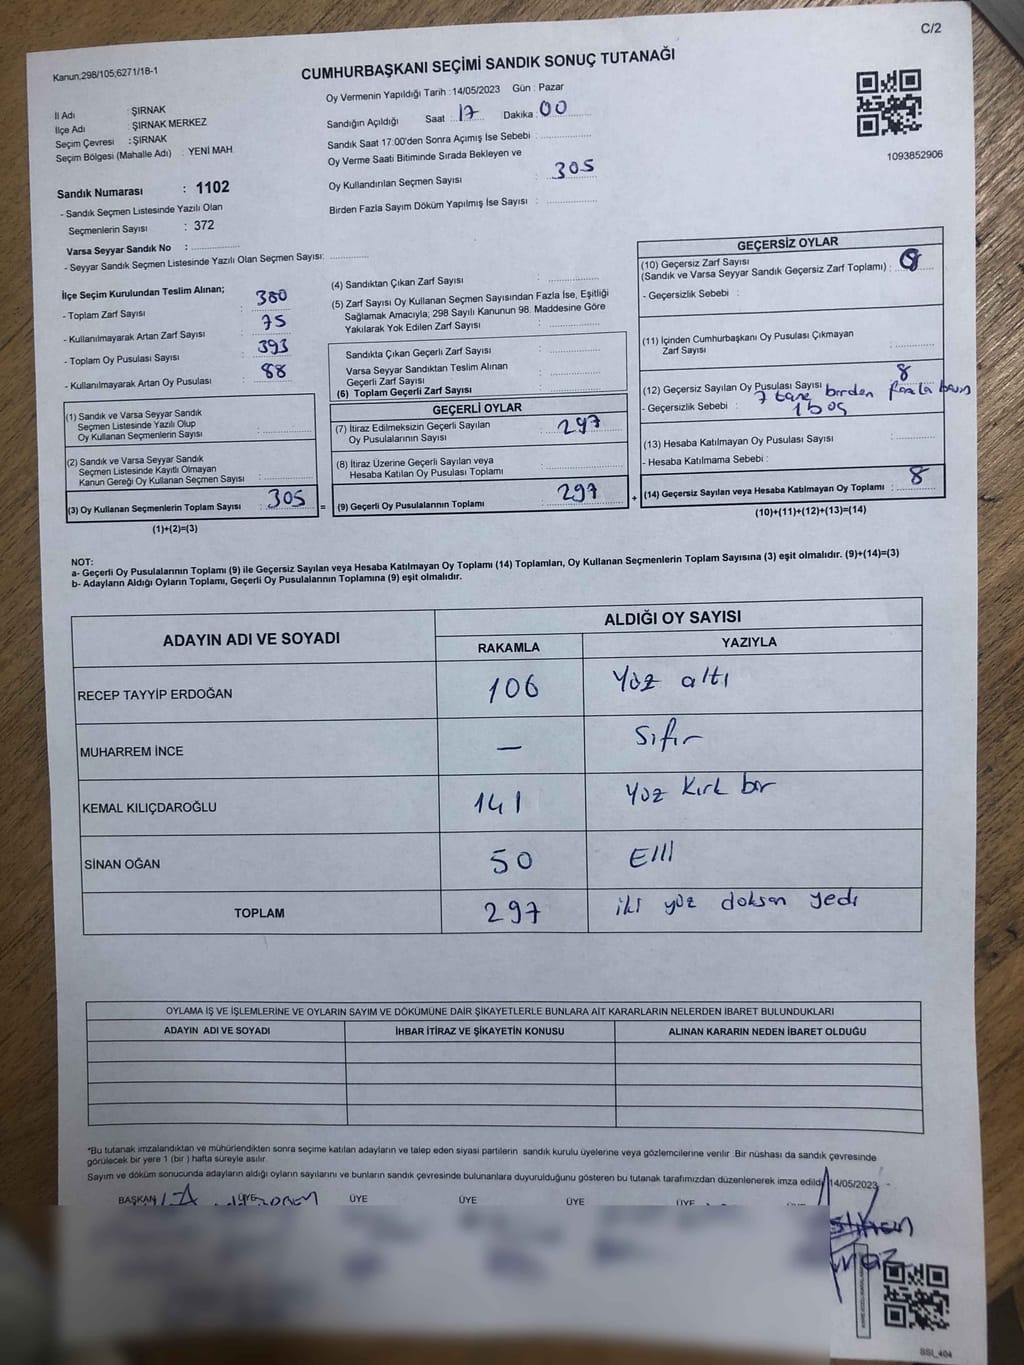 C/2
Kanun,298/105;6271/18-1
CUMHURBAŞKANI SEÇİMİ SANDIK SONUÇ TUTANAĞI
İl Adı : ŞIRNAK
İlçe Adı : ŞIRNAK MERKEZ
Seçim Çevresi : ŞIRNAK
Seçim Bölgesi (Mahalle Adı) : YENİ MAH.
Sandık Numarası : 1102
- Sandık Seçmen Listesinde Yazılı Olan
Seçmenlerin Sayısı : 372
Varsa Seyyar Sandık No :
- Seyyar Sandık Seçmen Listesinde Yazılı Olan Seçmen Sayısı:
Oy Vermenin Yapıldığı Tarih : 14/05/2023 Gün : Pazar
Sandığın Açıldığı Saat : 17 Dakika : 00
Sandık Saat 17:00'den Sonra Açımış İse Sebebi :
Oy Verme Saati Bitiminde Sırada Bekleyen ve
Oy Kullandırılan Seçmen Sayısı : 305
Birden Fazla Sayım Döküm Yapılmış İse Sayısı :
1093852906
İlçe Seçim Kurulundan Teslim Alınan;
- Toplam Zarf Sayısı : 380
- Kullanılmayarak Artan Zarf Sayısı : 75
- Toplam Oy Pusulası Sayısı : 393
- Kullanılmayarak Artan Oy Pusulası : 88
(1) Sandık ve Varsa Seyyar Sandık
Seçmen Listesinde Yazılı Olup
Oy Kullanan Seçmenlerin Sayısı :
(2) Sandık ve Varsa Seyyar Sandık
Seçmen Listesinde Kayıtlı Olmayan
Kanun Gereği Oy Kullanan Seçmen Sayısı :
(3) Oy Kullanan Seçmenlerin Toplam Sayısı : 305 =
(1)+(2)=(3)
(4) Sandıktan Çıkan Zarf Sayısı :
(5) Zarf Sayısı Oy Kullanan Seçmen Sayısından Fazla İse, Eşitliği
Sağlamak Amacıyla; 298 Sayılı Kanunun 98. Maddesine Göre
Yakılarak Yok Edilen Zarf Sayısı :
Sandıkta Çıkan Geçerli Zarf Sayısı :
Varsa Seyyar Sandıktan Teslim Alınan
Geçerli Zarf Sayısı :
(6) Toplam Geçerli Zarf Sayısı :
GEÇERLİ OYLAR
(7) İtiraz Edilmeksizin Geçerli Sayılan
Oy Pusulalarının Sayısı : 297
(8) İtiraz Üzerine Geçerli Sayılan veya
Hesaba Katılan Oy Pusulası Toplamı :
(9) Geçerli Oy Pusulalarının Toplamı : 297 +
GEÇERSİZ OYLAR
(10) Geçersiz Zarf Sayısı
(Sandık ve Varsa Seyyar Sandık Geçersiz Zarf Toplamı) :
- Geçersizlik Sebebi :
(11) İçinden Cumhurbaşkanı Oy Pusulası Çıkmayan
Zarf Sayısı :
(12) Geçersiz Sayılan Oy Pusulası Sayısı : 8
- Geçersizlik Sebebi : 7 tane birden fazla basın
1 boş
(13) Hesaba Katılmayan Oy Pusulası Sayısı :
- Hesaba Katılmama Sebebi :
(14) Geçersiz Sayılan veya Hesaba Katılmayan Oy Toplamı : 8
(10)+(11)+(12)+(13)=(14)
NOT:
a- Geçerli Oy Pusulalarının Toplamı (9) ile Geçersiz Sayılan veya Hesaba Katılmayan Oy Toplamı (14) Toplamları, Oy Kullanan Seçmenlerin Toplam Sayısına (3) eşit olmalıdır. (9)+(14)=(3)
b- Adayların Aldığı Oyların Toplamı, Geçerli Oy Pusulalarının Toplamına (9) eşit olmalıdır.
ADAYIN ADI VE SOYADI ALDIĞI OY SAYISI
RAKAMLA YAZIYLA
RECEP TAYYİP ERDOĞAN 106 Yüz altı
MUHARREM İNCE — Sıfır
KEMAL KILIÇDAROĞLU 141 Yüz kırk bir
SİNAN OĞAN 50 Elli
TOPLAM 297 iki yüz doksan yedi
OYLAMA İŞ VE İŞLEMLERİNE VE OYLARIN SAYIM VE DÖKÜMÜNE DAİR ŞİKAYETLERLE BUNLARA AİT KARARLARIN NELERDEN İBARET BULUNDUKLARI
ADAYIN ADI VE SOYADI İHBAR İTİRAZ VE ŞİKAYETİN KONUSU ALINAN KARARIN NEDEN İBARET OLDUĞU
*Bu tutanak imzalandıktan ve mühürlendikten sonra seçime katılan adayların ve talep eden siyasi partilerin sandık kurulu üyelerine veya gözlemcilerine verilir .Bir nüshası da sandık çevresinde
görülecek bir yere 1 (bir ) hafta süreyle asılır.
Sayım ve döküm sonucunda adayların aldığı oyların sayılarını ve bunların sandık çevresinde bulunanlara duyurulduğunu gösteren bu tutanak tarafımızdan düzenlenerek imza edildi. 14/05/2023
BAŞKAN ÜYE ÜYE ÜYE ÜYE ÜYE
SSI_404